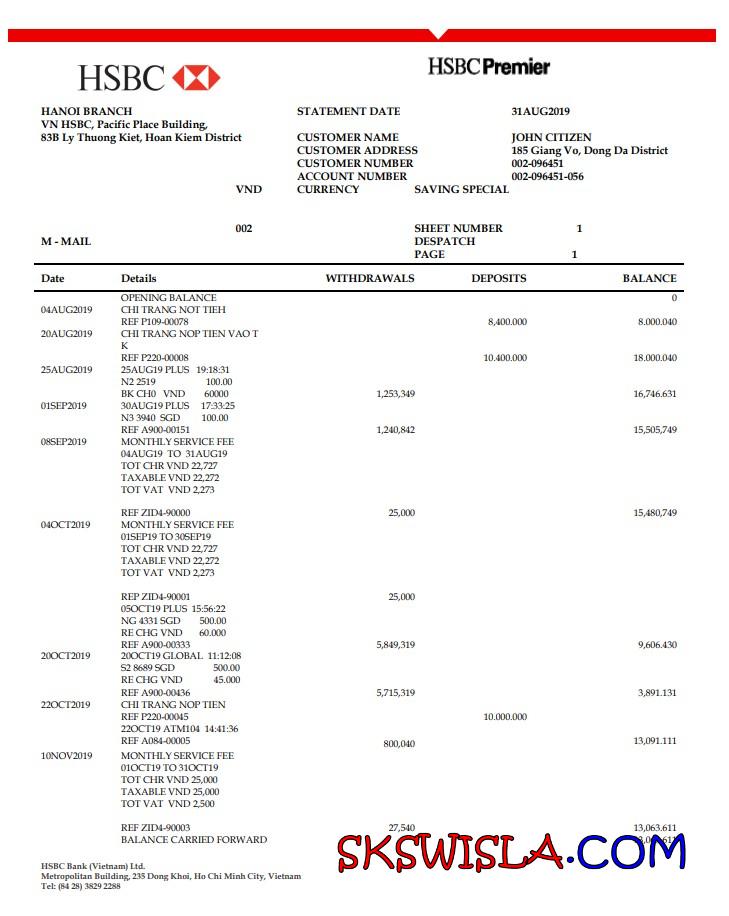 HSBC
HSBC Premier
HANOI BRANCH STATEMENT DATE 31AUG2019
VN HSBC, Pacific Place Building,
83B Ly Thuong Kiet, Hoan Kiem District CUSTOMER NAME JOHN CITIZEN
CUSTOMER ADDRESS 185 Giang Vo, Dong Da District
CUSTOMER NUMBER 002-096451
ACCOUNT NUMBER 002-096451-056
VND CURRENCY SAVING SPECIAL
002 SHEET NUMBER 1
M - MAIL DESPATCH
PAGE 1
Date Details WITHDRAWALS DEPOSITS BALANCE
OPENING BALANCE 0
04AUG2019 CHI TRANG NOT TIEH
REF P109-00078 8,400.000 8.000.040
20AUG2019 CHI TRANG NOP TIEN VAO T
K
REF P220-00008 10.400.000 18.000.040
25AUG2019 25AUG19 PLUS 19:18:31
N2 2519 100.00
BK CH0 VND 60000 1,253,349 16,746.631
01SEP2019 30AUG19 PLUS 17:33:25
N3 3940 SGD 100.00
REF A900-00151 1,240,842 15,505,749
08SEP2019 MONTHLY SERVICE FEE
04AUG19 TO 31AUG19
TOT CHR VND 22,727
TAXABLE VND 22,272
TOT VAT VND 2,273
REF ZID4-90000 25,000 15,480,749
04OCT2019 MONTHLY SERVICE FEE
01SEP19 TO 30SEP19
TOT CHR VND 22,727
TAXABLE VND 22,272
TOT VAT VND 2,273
REP ZID4-90001 25,000
05OCT19 PLUS 15:56:22
NG 4331 SGD 500.00
RE CHG VND 60.000
REF A900-00333 5,849,319 9,606.430
20OCT2019 20OCT19 GLOBAL 11:12:08
S2 8689 SGD 500.00
RE CHG VND 45.000
REF A900-00436 5,715,319 3,891.131
22OCT2019 CHI TRANG NOP TIEN
REF P220-00045 10.000.000
22OCT19 ATM104 14:41:36
REF A084-00005 800,040 13,091.111
10NOV2019 MONTHLY SERVICE FEE
01OCT19 TO 31OCT19
TOT CHR VND 25,000
TAXABLE VND 25,000
TOT VAT VND 2,500
REF ZID4-90003 27,540 13,063.611
BALANCE CARRIED FORWARD
SKSWISLA.COM
HSBC Bank (Vietnam) Ltd.
Metropolitan Building, 235 Dong Khoi, Ho Chi Minh City, Vietnam
Tel: (84 28) 3829 2288